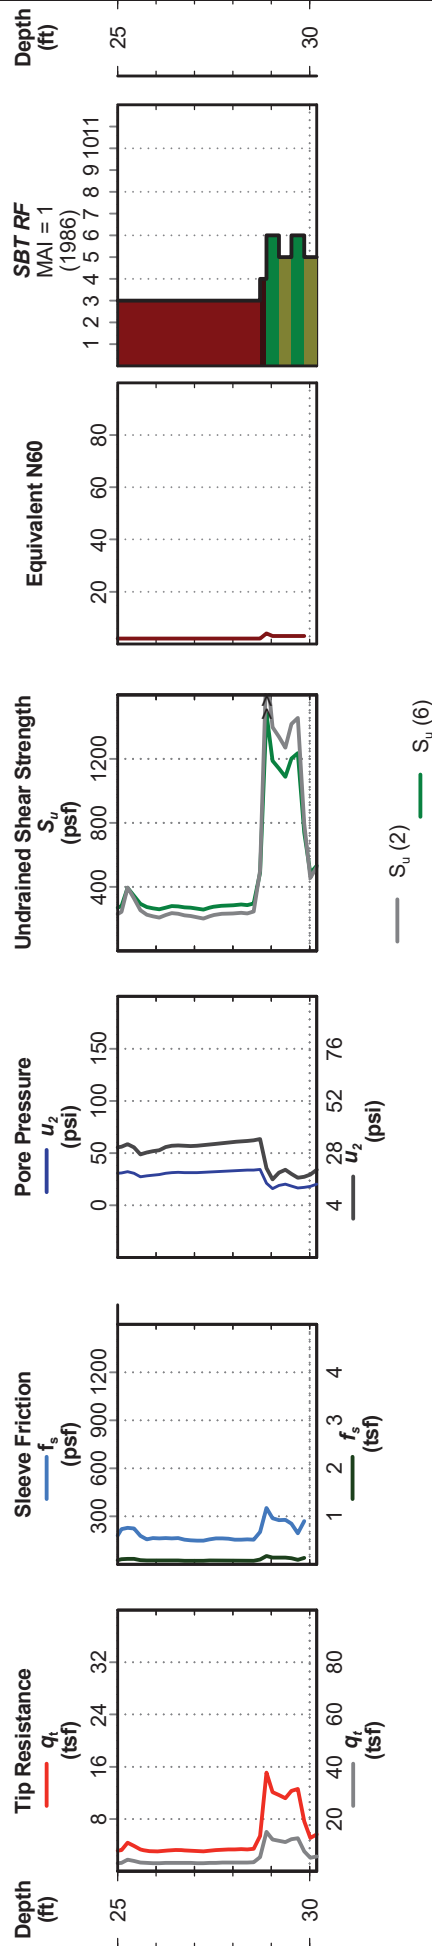 Depth
(ft)
25
30
Tip Resistance
qt
(tsf)
8
16
24
32
20
40
60
80
qt
(tsf)
Sleeve Friction
fs
(psf)
300
600
900
1200
1
2
3
4
fs
(tsf)
Pore Pressure
u2
(psi)
0
50
100
150
4
28
52
76
u2
(psi)
Undrained Shear Strength
Su
(psf)
400
800
1200
Su (2)
Su (6)
Equivalent N60
20
40
60
80
SBT RF
MAI = 1
(1986)
1 2 3 4 5 6 7 8 9 1011
Depth
(ft)
25
30